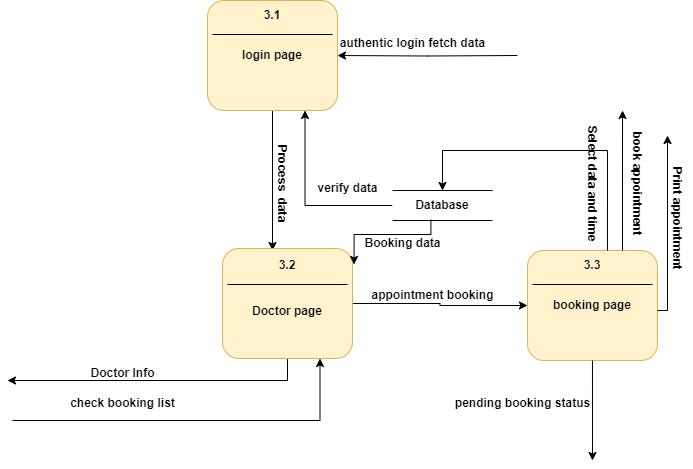 3.1
login page
authentic login fetch data
Process data
verify data
Database
Select data and time
book appointment
Print appointment
Booking data
3.2
Doctor page
appointment booking
3.3
booking page
Doctor Info
check booking list
pending booking status